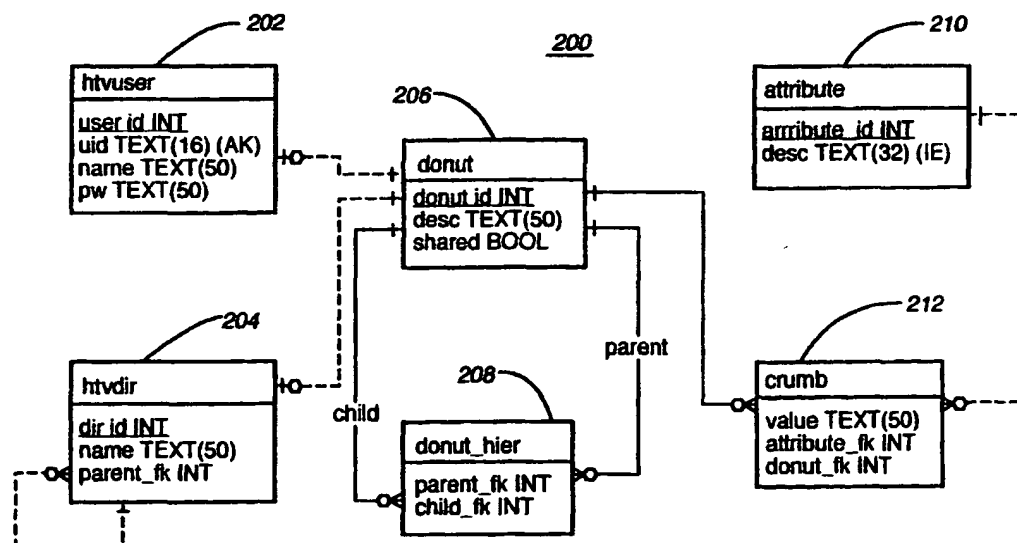 202
200
210
htvuser
user id INT
uid TEXT(16) (AK)
name TEXT(50)
pw TEXT(50)
206
donut
donut id INT
desc TEXT(50)
shared BOOL
attribute
arrribute_id INT
desc TEXT(32) (IE)
204
htvdir
dir id INT
name TEXT(50)
parent_fk INT
child
parent
208
donut_hier
parent_fk INT
child_fk INT
212
crumb
value TEXT(50)
attribute_fk INT
donut_fk INT